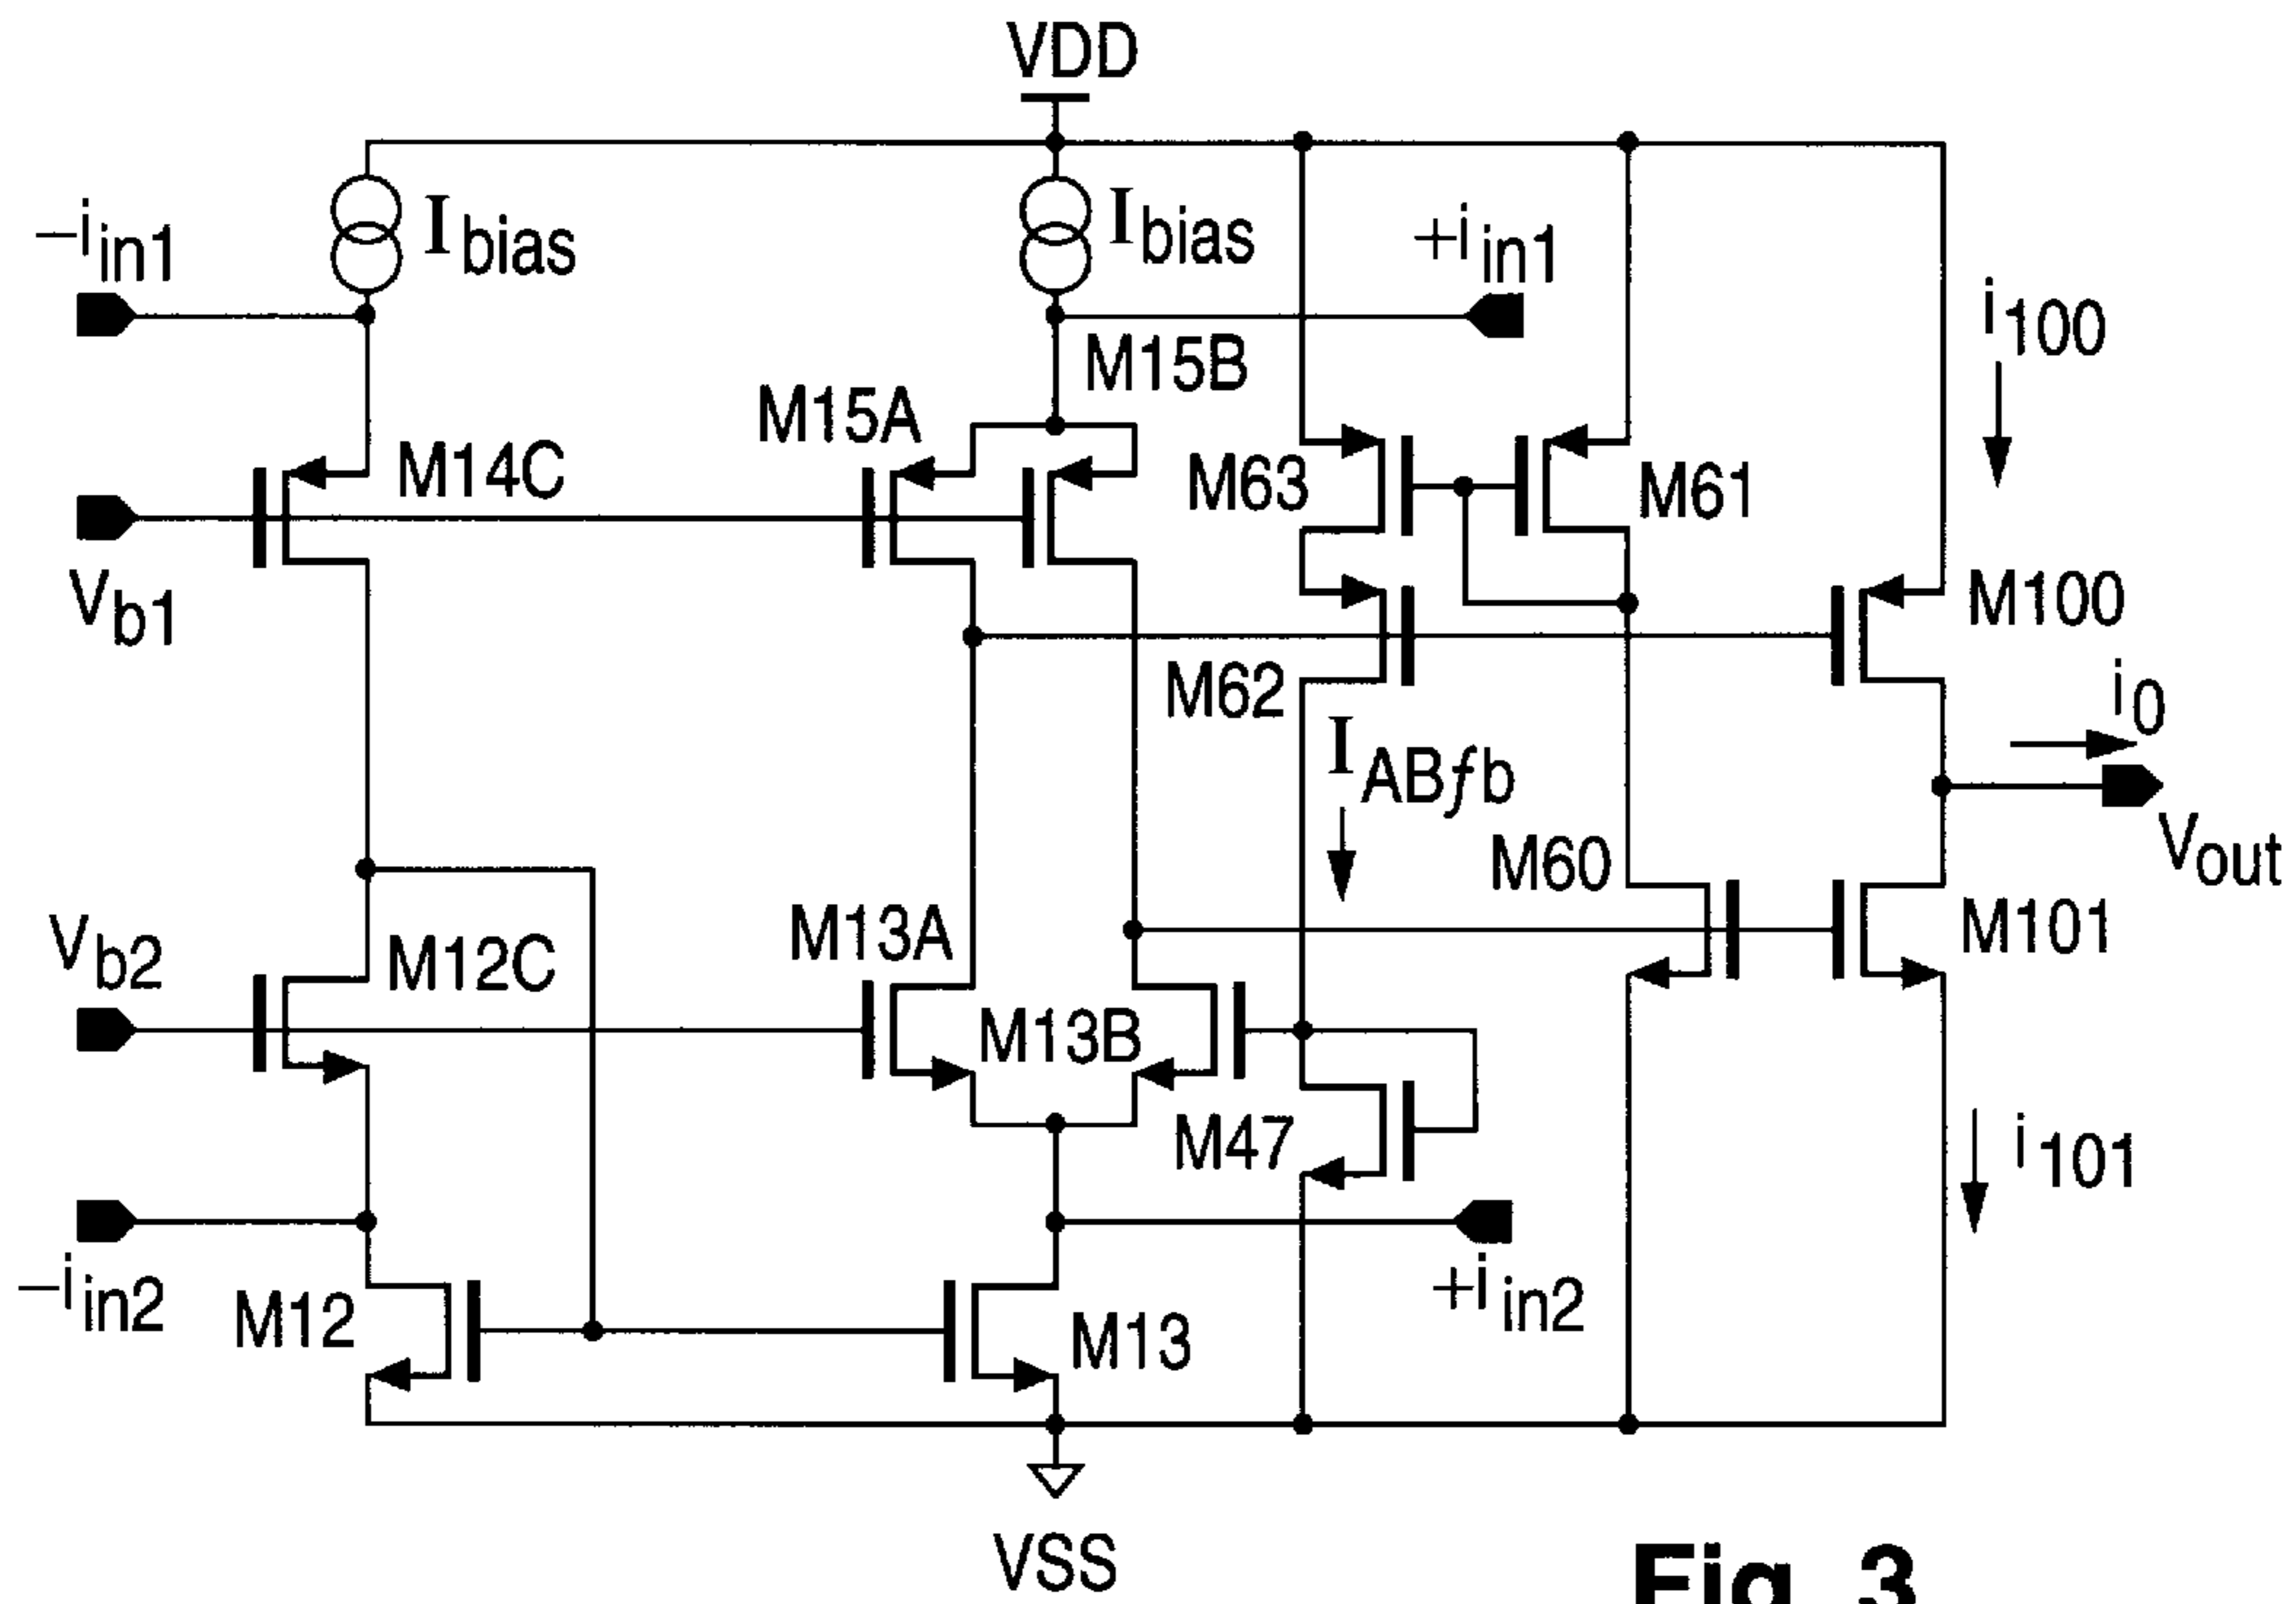 VDD
−iin1
Ibias
Ibias
+iin1
i100
M15B
M15A
M14C
M63
M61
Vb1
M100
M62
i0
IABfb
M60
Vout
Vb2
M12C
M13A
M13B
M101
M47
i101
−iin2
+iin2
M12
M13
VSS
Fig. 3